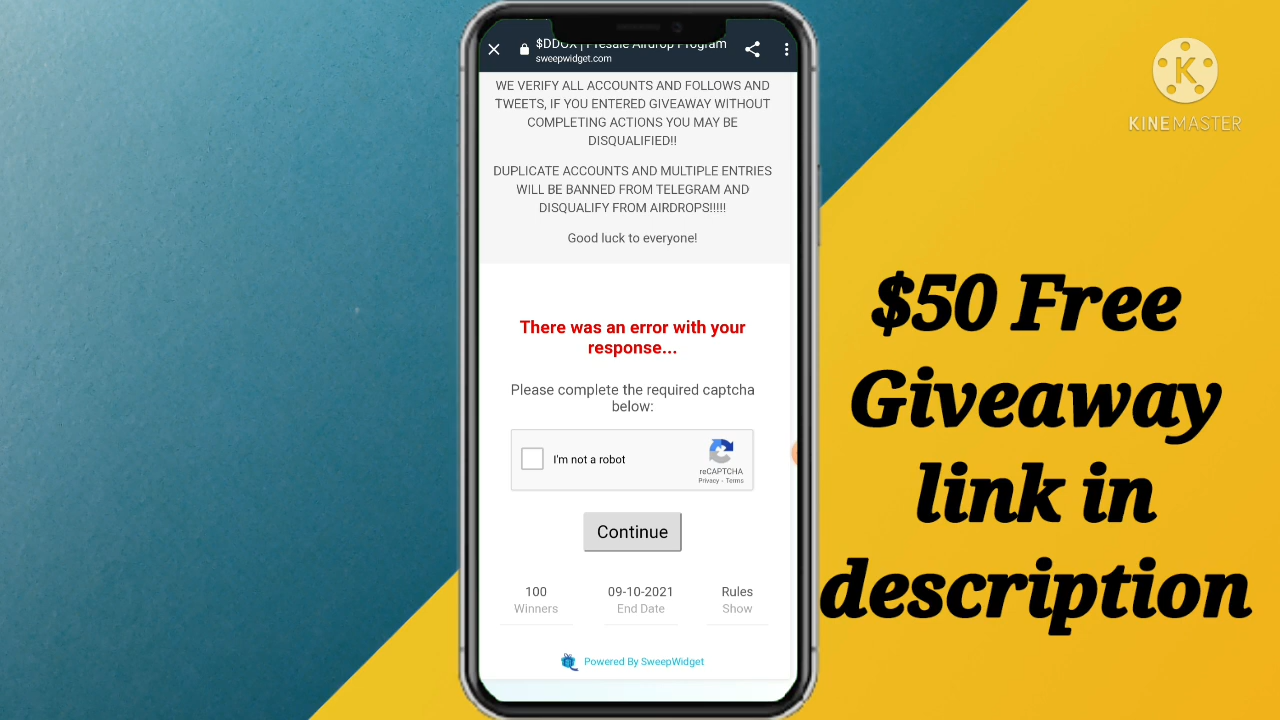 $DDOX | Presale Airdrop Program
sweepwidget.com
WE VERIFY ALL ACCOUNTS AND FOLLOWS AND
TWEETS, IF YOU ENTERED GIVEAWAY WITHOUT
COMPLETING ACTIONS YOU MAY BE
DISQUALIFIED!!
DUPLICATE ACCOUNTS AND MULTIPLE ENTRIES
WILL BE BANNED FROM TELEGRAM AND
DISQUALIFY FROM AIRDROPS!!!!!
Good luck to everyone!
There was an error with your
response...
Please complete the required captcha
below:
I'm not a robot
reCAPTCHA
Privacy - Terms
Continue
100
Winners
09-10-2021
End Date
Rules
Show
Powered By SweepWidget
K
KINEMASTER
$50 Free
Giveaway
link in
description